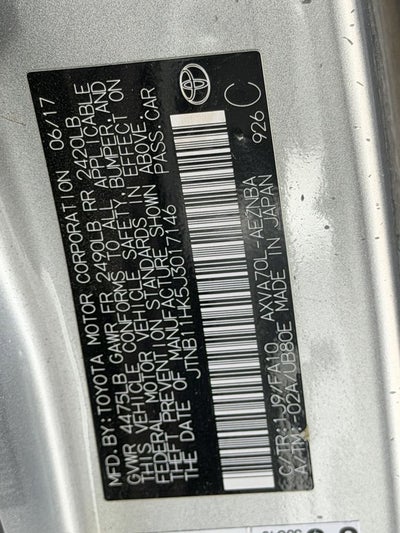 MFD.BY: TOYOTA MOTOR CORPORATION 06/17
GVWR 4475LB GAWR FR 2490LB RR 2420LB
THIS VEHICLE CONFORMS TO ALL APPLICABLE
FEDERAL MOTOR VEHICLE SAFETY, BUMPER, AND
THEFT PREVENTION STANDARDS IN EFFECT ON
THE DATE OF MANUFACTURE SHOWN ABOVE.
JTNB11HK5J3017146 PASS.CAR
C/TR:1J9/FA10 AXVA70L-AEZNBA
A/TM:-02A/UB80E MADE IN JAPAN
926 C